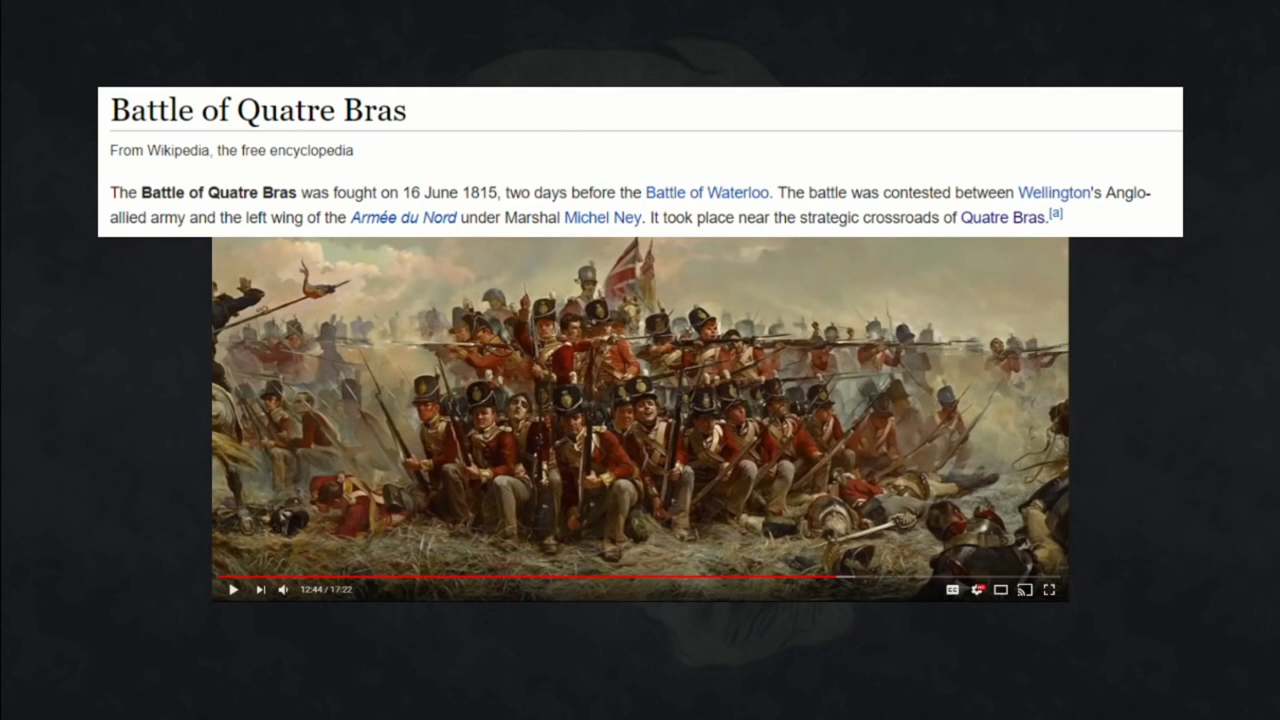 Battle of Quatre Bras
From Wikipedia, the free encyclopedia
The Battle of Quatre Bras was fought on 16 June 1815, two days before the Battle of Waterloo. The battle was contested between Wellington's Anglo-
allied army and the left wing of the Armée du Nord under Marshal Michel Ney. It took place near the strategic crossroads of Quatre Bras.[a]
12:44 / 17:22
CC